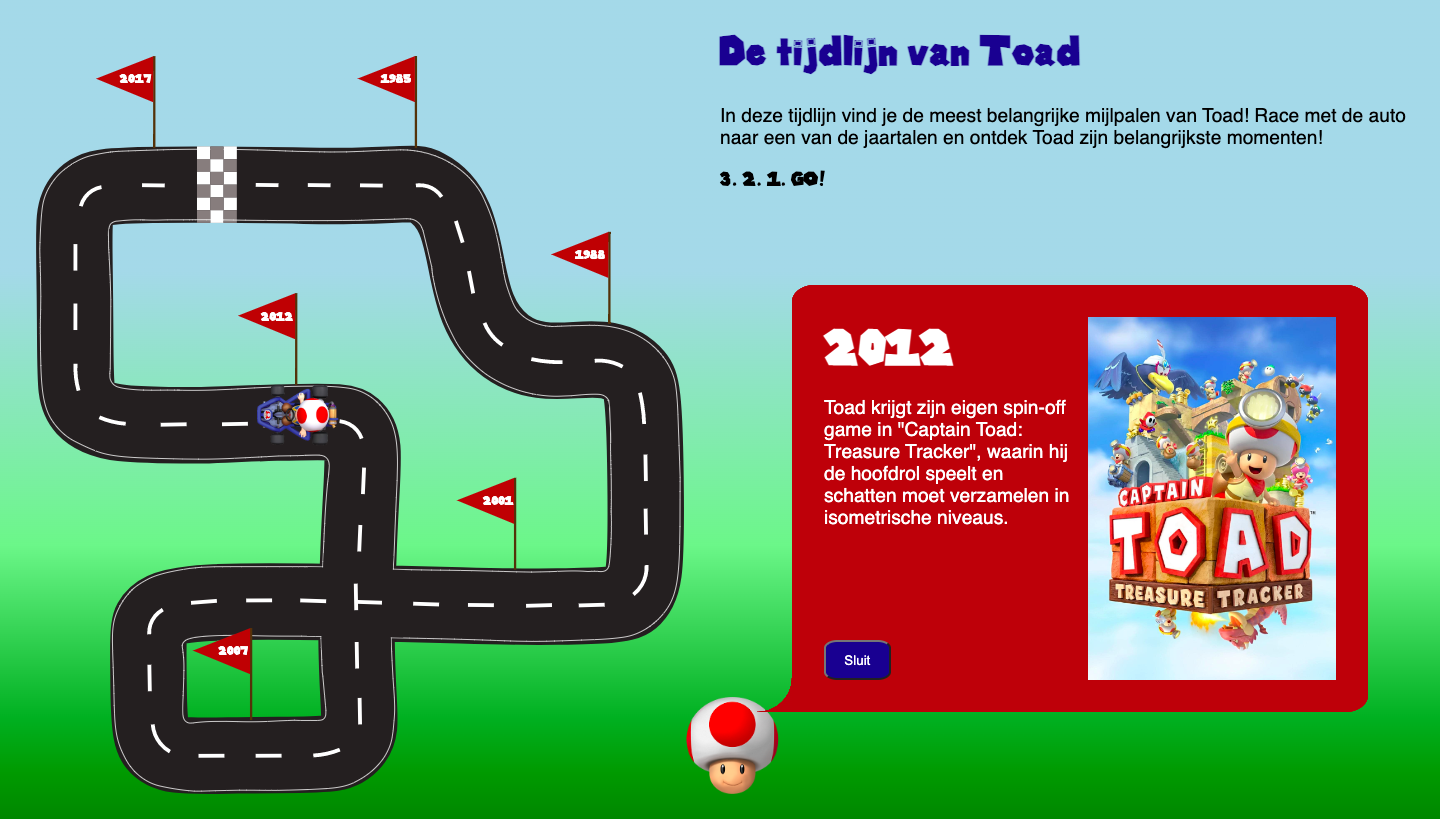 De tijdlijn van Toad
In deze tijdlijn vind je de meest belangrijke mijlpalen van Toad! Race met de auto
naar een van de jaartalen en ontdek Toad zijn belangrijkste momenten!
3. 2. 1. GO!
2017
1985
1988
2012
2001
2007
2012
Toad krijgt zijn eigen spin-off
game in "Captain Toad:
Treasure Tracker", waarin hij
de hoofdrol speelt en
schatten moet verzamelen in
isometrische niveaus.
Sluit
CAPTAIN
TOAD
TREASURE TRACKER
TM